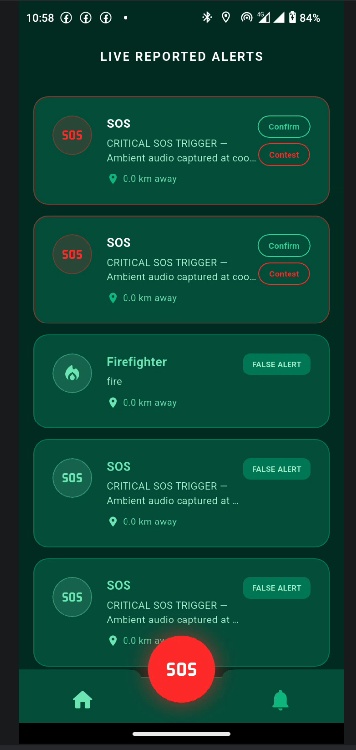 10:58 4G 84%
LIVE REPORTED ALERTS
SOS
SOS
CRITICAL SOS TRIGGER —
Ambient audio captured at coo...
0.0 km away
Confirm
Contest
SOS
SOS
CRITICAL SOS TRIGGER —
Ambient audio captured at coo...
0.0 km away
Confirm
Contest
Firefighter
fire
0.0 km away
FALSE ALERT
SOS
SOS
CRITICAL SOS TRIGGER —
Ambient audio captured at ...
0.0 km away
FALSE ALERT
SOS
SOS
CRITICAL SOS TRIGGER —
Ambient audio captured at ...
0.0 km aw
FALSE ALERT
SOS